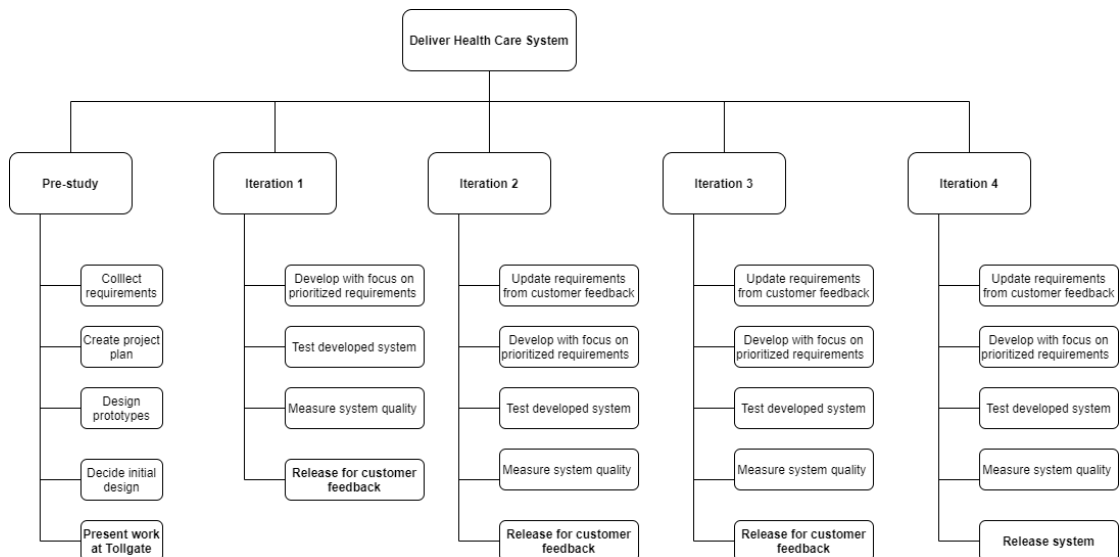 Deliver Health Care System
Pre-study
Iteration 1
Iteration 2
Iteration 3
Iteration 4
Colllect
requirements
Create project
plan
Design
prototypes
Decide initial
design
Present work
at Tollgate
Develop with focus on
prioritized requirements
Test developed system
Measure system quality
Release for customer
feedback
Update requirements
from customer feedback
Develop with focus on
prioritized requirements
Test developed system
Measure system quality
Release for customer
feedback
Update requirements
from customer feedback
Develop with focus on
prioritized requirements
Test developed system
Measure system quality
Release for customer
feedback
Update requirements
from customer feedback
Develop with focus on
prioritized requirements
Test developed system
Measure system quality
Release system